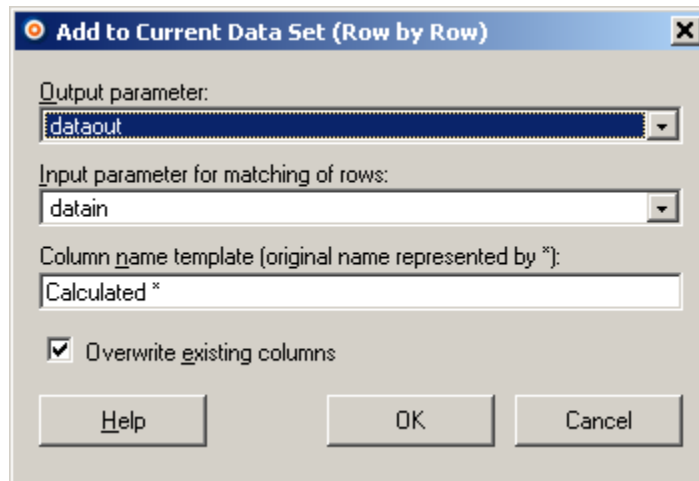 Add to Current Data Set (Row by Row)
Output parameter:
dataout
Input parameter for matching of rows:
datain
Column name template (original name represented by *):
Calculated *
Overwrite existing columns
Help OK Cancel